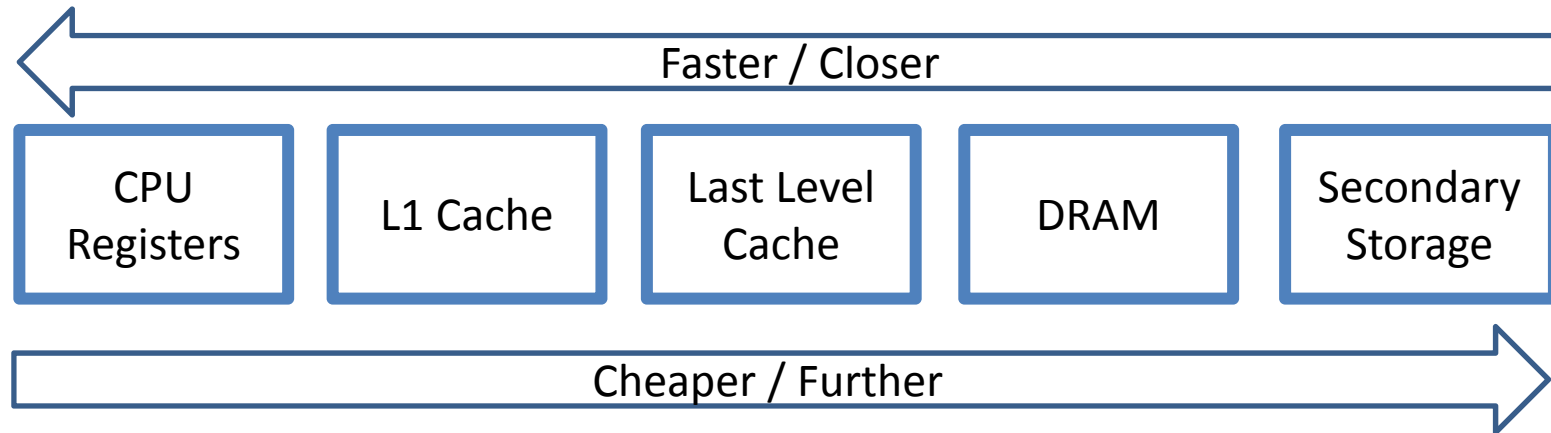 Faster / Closer
CPU
Registers
L1 Cache
Last Level
Cache
DRAM
Secondary
Storage
Cheaper / Further